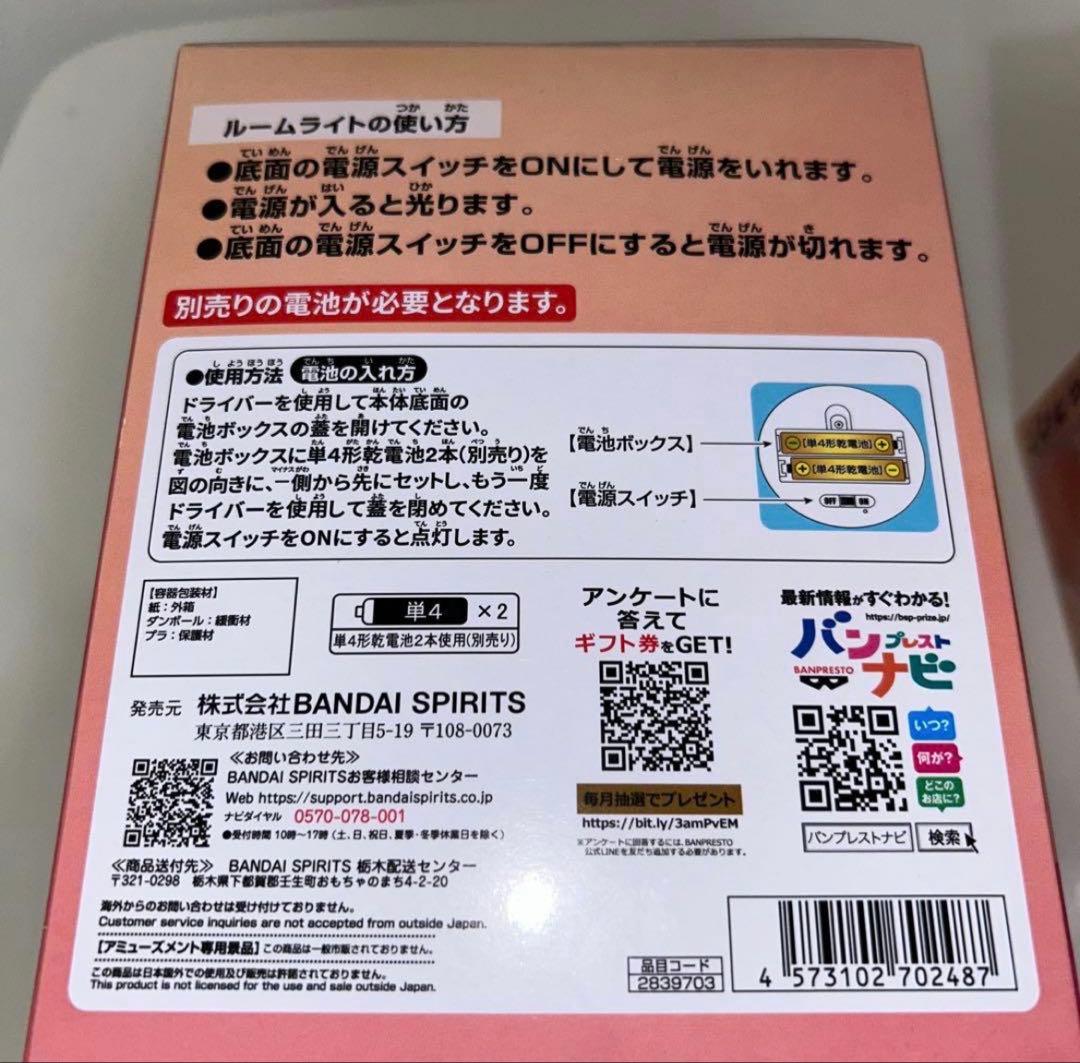 ルームライトの使い方
●底面の電源スイッチをONにして電源をいれます。
●電源が入ると光ります。
●底面の電源スイッチをOFFにすると電源が切れます。
別売りの電池が必要となります。
●使用方法 電池の入れ方
ドライバーを使用して本体底面の
電池ボックスの蓋を開けてください。
電池ボックスに単4形乾電池2本(別売り)を
図の向きに、−側から先にセットし、もう一度
ドライバーを使用して蓋を閉めてください。
電源スイッチをONにすると点灯します。
【電池ボックス】
【電源スイッチ】
−[単4形乾電池]+
+[単4形乾電池]−
OFF ON
【容器包装材】
紙:外箱
ダンボール:緩衝材
プラ:保護材
単4 ×2
単4形乾電池2本使用(別売り)
発売元 株式会社BANDAI SPIRITS
東京都港区三田三丁目5-19 〒108-0073
≪お問い合わせ先≫
BANDAI SPIRITSお客様相談センター
Web https://support.bandaispirits.co.jp
ナビダイヤル 0570-078-001
●受付時間 10時〜17時(土、日、祝日、夏季・冬季休業日を除く)
≪商品送付先≫ BANDAI SPIRITS 栃木配送センター
〒321-0298 栃木県下都賀郡壬生町おもちゃのまち4-2-20
海外からのお問い合わせは受け付けておりません。
Customer service inquiries are not accepted from outside Japan.
【アミューズメント専用景品】この商品は一般市販されておりません。
この商品は日本国外での使用及び販売は許諾されておりません。
This product is not licensed for the use and sale outside Japan.
アンケートに
答えて
ギフト券をGET!
毎月抽選でプレゼント
https://bit.ly/3amPvEM
※アンケートに回答するには、BANPRESTO
公式LINEを友だち追加する必要があります。
最新情報がすぐわかる!
https://bsp-prize.jp/
バンプレスト
BANPRESTO
ナビ
いつ?
何が?
どこの
お店に?
バンプレストナビ 検索
品目コード
2839703
4 573102 702487